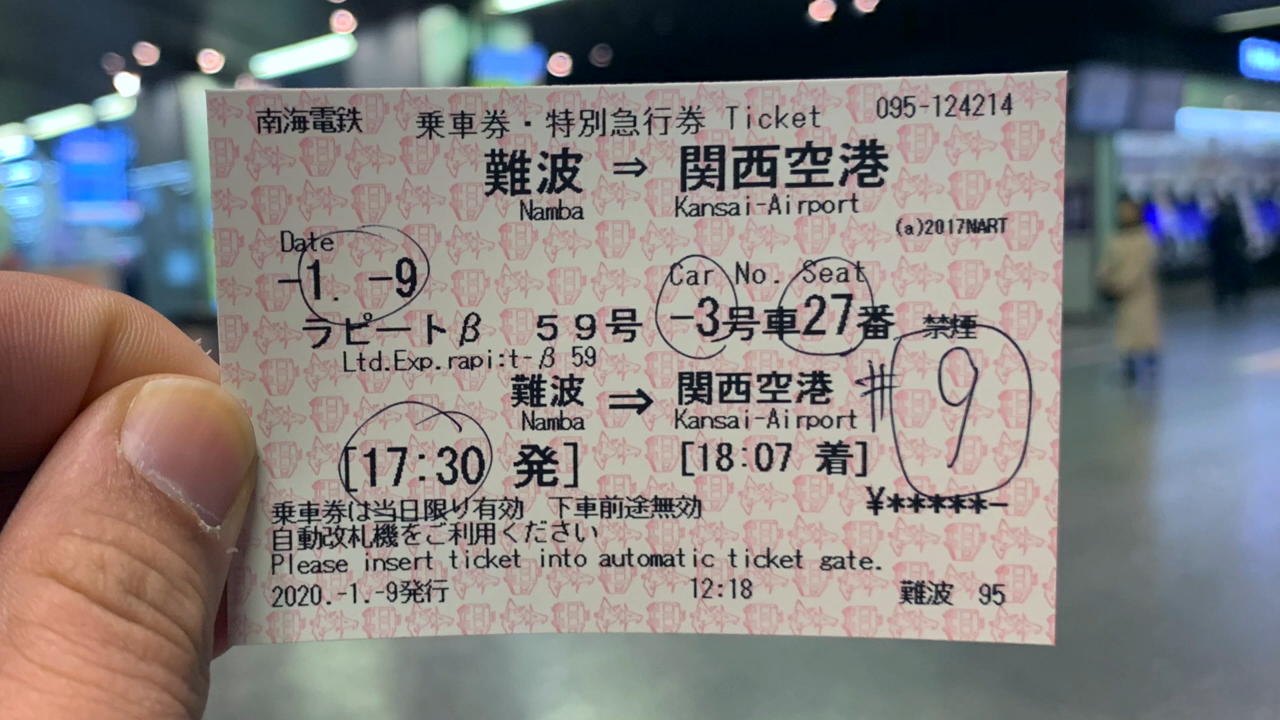 南海電鉄 乗車券・特別急行券 Ticket 095-124214
難波 ⇒ 関西空港
Namba Kansai-Airport
(a)2017NART
Date Car No. Seat
-1. -9 -3号車27番 禁煙
ラピートβ 59号
Ltd.Exp.rapi:t-β 59
難波 ⇒ 関西空港 # 9
Namba Kansai-Airport
[17:30 発] [18:07 着]
¥*****-
乗車券は当日限り有効 下車前途無効
自動改札機をご利用ください
Please insert ticket into automatic ticket gate.
2020.-1.-9発行 12:18 難波 95